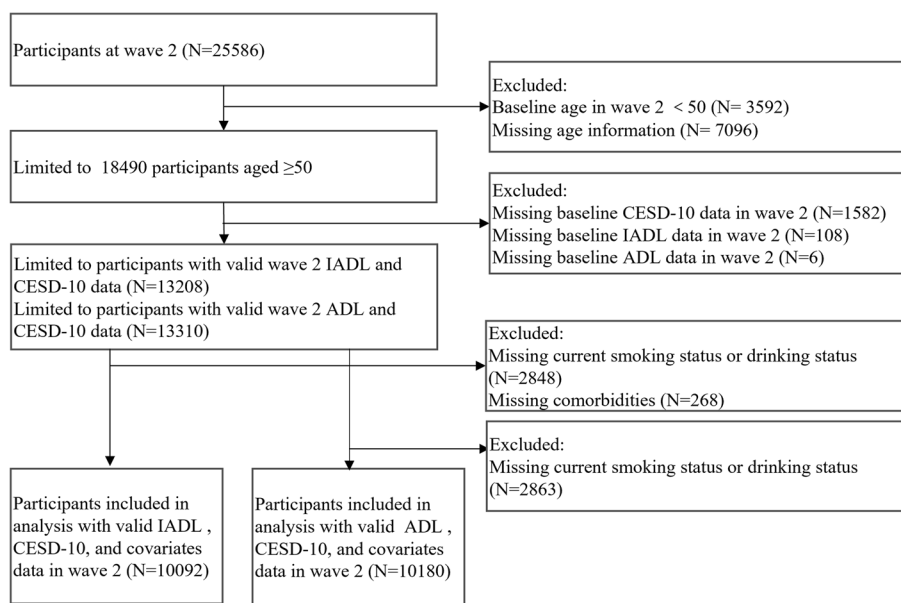 Participants at wave 2 (N=25586)
Excluded:
Baseline age in wave 2 < 50 (N= 3592)
Missing age information (N= 7096)
Limited to 18490 participants aged ≥50
Excluded:
Missing baseline CESD-10 data in wave 2 (N=1582)
Missing baseline IADL data in wave 2 (N=108)
Missing baseline ADL data in wave 2 (N=6)
Limited to participants with valid wave 2 IADL and
CESD-10 data (N=13208)
Limited to participants with valid wave 2 ADL and
CESD-10 data (N=13310)
Excluded:
Missing current smoking status or drinking status
(N=2848)
Missing comorbidities (N=268)
Excluded:
Missing current smoking status or drinking status
(N=2863)
Participants included in
analysis with valid IADL ,
CESD-10, and covariates
data in wave 2 (N=10092)
Participants included in
analysis with valid ADL ,
CESD-10, and covariates
data in wave 2 (N=10180)